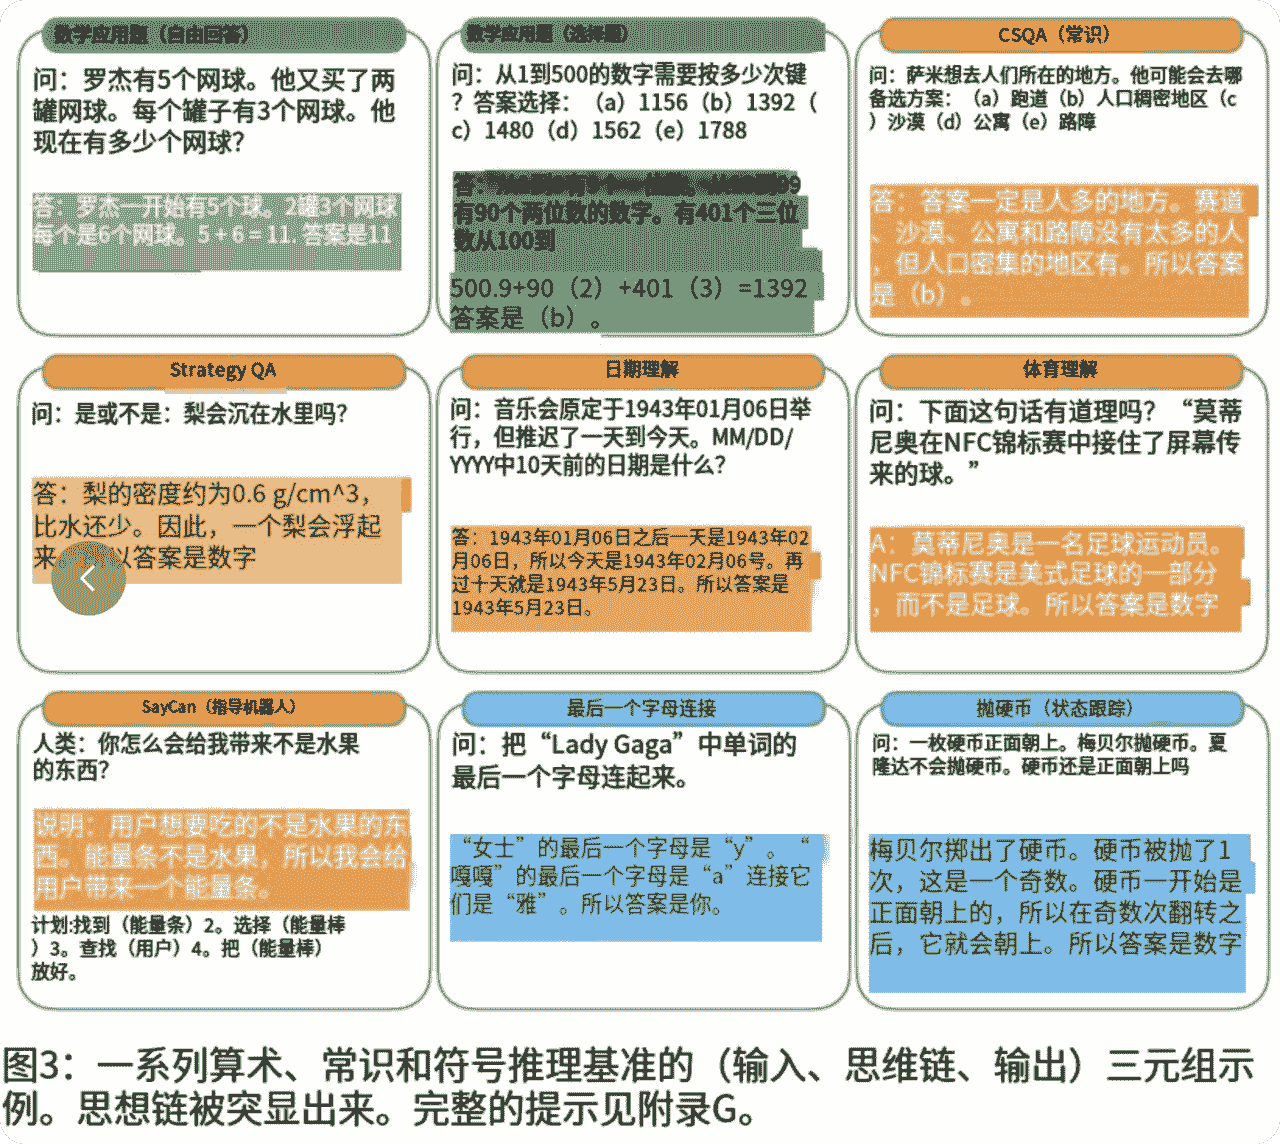 数学应用题（自由回答）
问：罗杰有5个网球。他又买了两
罐网球。每个罐子有3个网球。他
现在有多少个网球？
答：罗杰一开始有5个球。2罐3个网球
每个是6个网球。5+6=11. 答案是11
数学应用题（选择题）
问：从1到500的数字需要按多少次键
？答案选择：（a）1156（b）1392（
c）1480（d）1562（e）1788
答：
有90个两位数的数字。有401个三位
数从100到
500.9+90（2）+401（3）=1392
答案是（b）。
CSQA（常识）
问：萨米想去人们所在的地方。他可能会去哪
备选方案：（a）跑道（b）人口稠密地区（c
）沙漠（d）公寓（e）路障
答：答案一定是人多的地方。赛道
、沙漠、公寓和路障没有太多的人
，但人口密集的地区有。所以答案
是（b）。
Strategy QA
问：是或不是：梨会沉在水里吗？
答：梨的密度约为0.6 g/cm^3，
比水还少。因此，一个梨会浮起
来。以答案是数字
日期理解
问：音乐会原定于1943年01月06日举
行，但推迟了一天到今天。MM/DD/
YYYY中10天前的日期是什么？
答：1943年01月06日之后一天是1943年02
月06日，所以今天是1943年02月06号。再
过十天就是1943年5月23日。所以答案是
1943年5月23日。
体育理解
问：下面这句话有道理吗？“莫蒂
尼奥在NFC锦标赛中接住了屏幕传
来的球。”
A：莫蒂尼奥是一名足球运动员。
NFC锦标赛是美式足球的一部分
，而不是足球。所以答案是数字
SayCan（指导机器人）
人类：你怎么会给我带来不是水果
的东西？
说明：用户想要吃的不是水果的东
西。能量条不是水果，所以我会给
用户带来一个能量条。
计划:找到（能量条）2。选择（能量棒
）3。查找（用户）4。把（能量棒）
放好。
最后一个字母连接
问：把“Lady Gaga”中单词的
最后一个字母连起来。
“女士”的最后一个字母是“y”。“
嘎嘎”的最后一个字母是“a”连接它
们是“雅”。所以答案是你。
抛硬币（状态跟踪）
问：一枚硬币正面朝上。梅贝尔抛硬币。夏
隆达不会抛硬币。硬币还是正面朝上吗
梅贝尔掷出了硬币。硬币被抛了1
次，这是一个奇数。硬币一开始是
正面朝上的，所以在奇数次翻转之
后，它就会朝上。所以答案是数字
图3：一系列算术、常识和符号推理基准的（输入、思维链、输出）三元组示
例。思想链被突显出来。完整的提示见附录G。